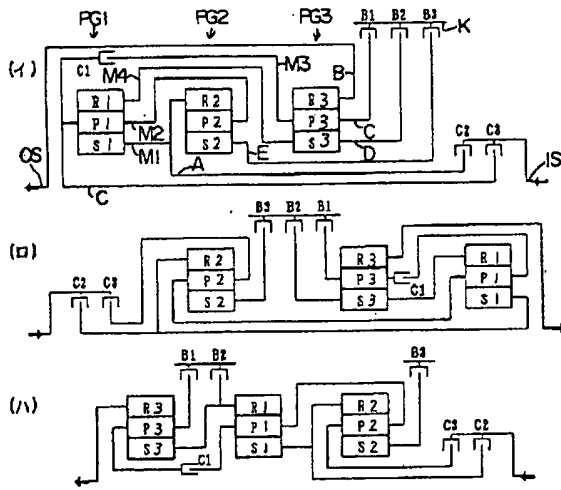 PG1 PG2 PG3 B1 B2 B3 K
(イ) C1 M4 M3 B
R1 R2 R3
P1 M2 P2 P3 C
S1 M1 S2 E S3 D C2 C3
OS A IS
C
B3 B2 B1
(ロ) R2 R3 R1
C2 C3 P2 P3 C1 P1
S2 S3 S1
B1 B2 B3
(ハ) R3 R1 R2
P3 P1 P2 C3 C2
S3 C1 S1 S2